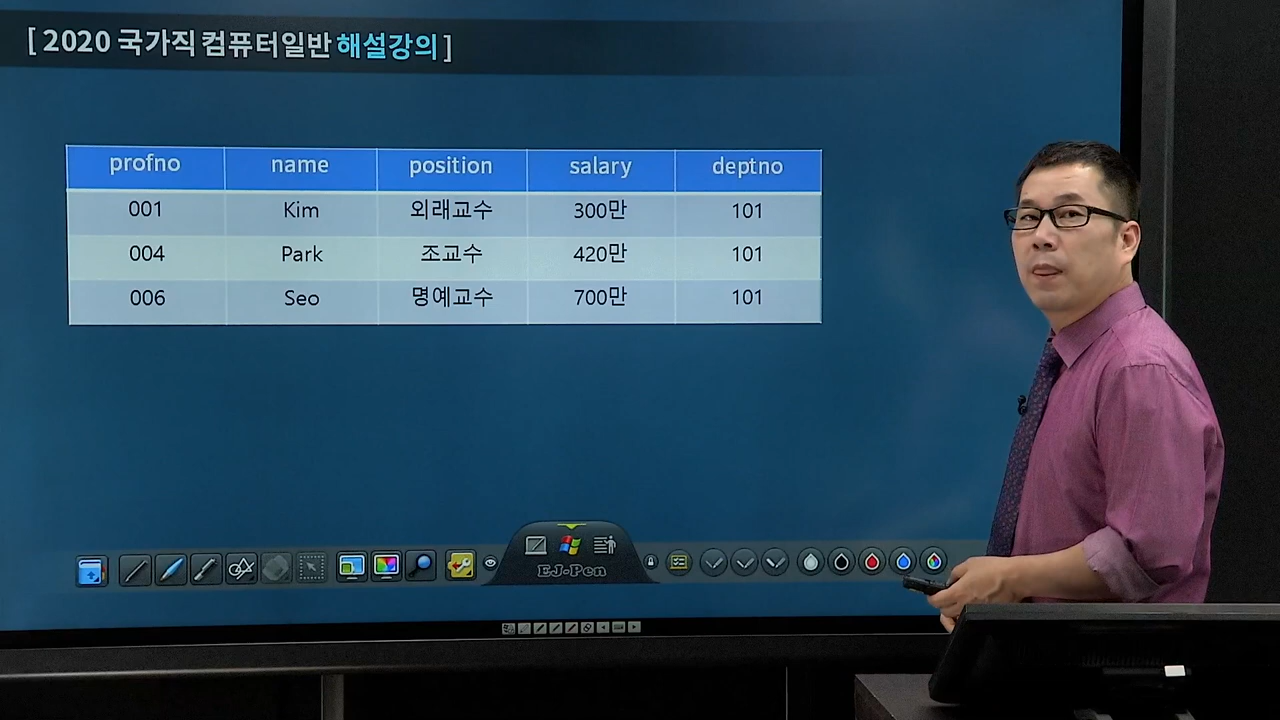 [ 2020 국가직 컴퓨터일반 해설강의 ]
profno name position salary deptno
001 Kim 외래교수 300만 101
004 Park 조교수 420만 101
006 Seo 명예교수 700만 101
EJ-Pen